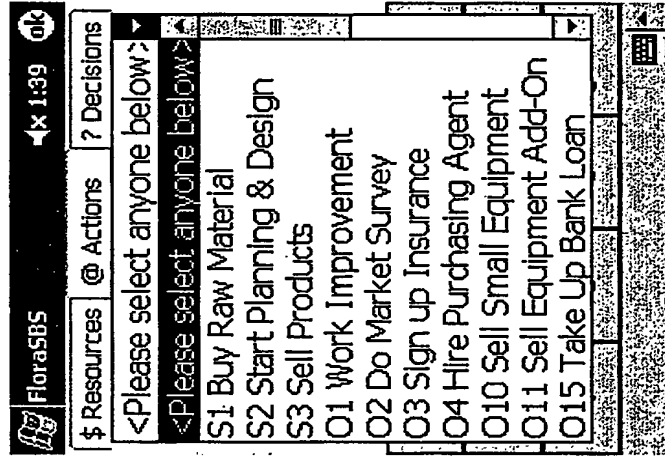 FloraSBS 1:39 ok
$ Resources @ Actions ? Decisions
<Please select anyone below>
<Please select anyone below>
S1 Buy Raw Material
S2 Start Planning & Design
S3 Sell Products
O1 Work Improvement
O2 Do Market Survey
O3 Sign up Insurance
O4 Hire Purchasing Agent
O10 Sell Small Equipment
O11 Sell Equipment Add-On
O15 Take Up Bank Loan